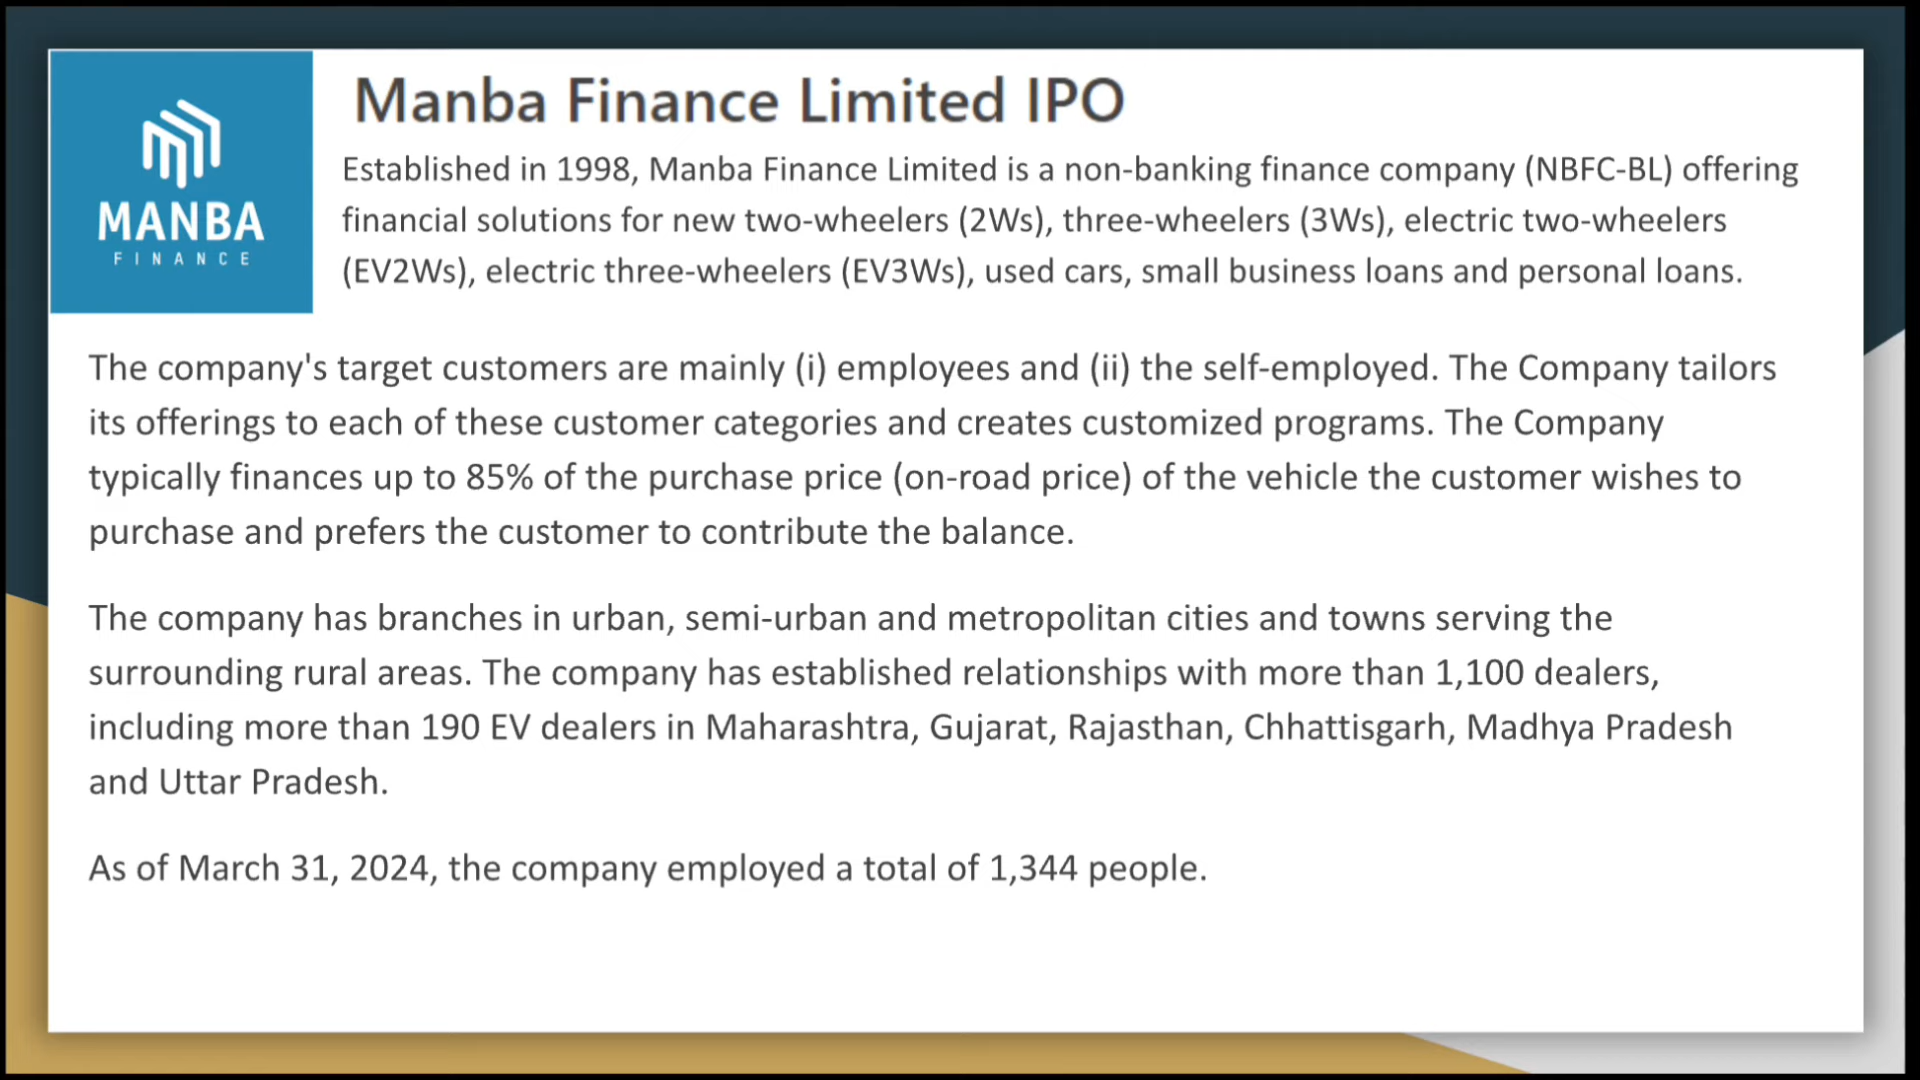 MANBA
FINANCE
Manba Finance Limited IPO
Established in 1998, Manba Finance Limited is a non-banking finance company (NBFC-BL) offering
financial solutions for new two-wheelers (2Ws), three-wheelers (3Ws), electric two-wheelers
(EV2Ws), electric three-wheelers (EV3Ws), used cars, small business loans and personal loans.
The company's target customers are mainly (i) employees and (ii) the self-employed. The Company tailors
its offerings to each of these customer categories and creates customized programs. The Company
typically finances up to 85% of the purchase price (on-road price) of the vehicle the customer wishes to
purchase and prefers the customer to contribute the balance.
The company has branches in urban, semi-urban and metropolitan cities and towns serving the
surrounding rural areas. The company has established relationships with more than 1,100 dealers,
including more than 190 EV dealers in Maharashtra, Gujarat, Rajasthan, Chhattisgarh, Madhya Pradesh
and Uttar Pradesh.
As of March 31, 2024, the company employed a total of 1,344 people.